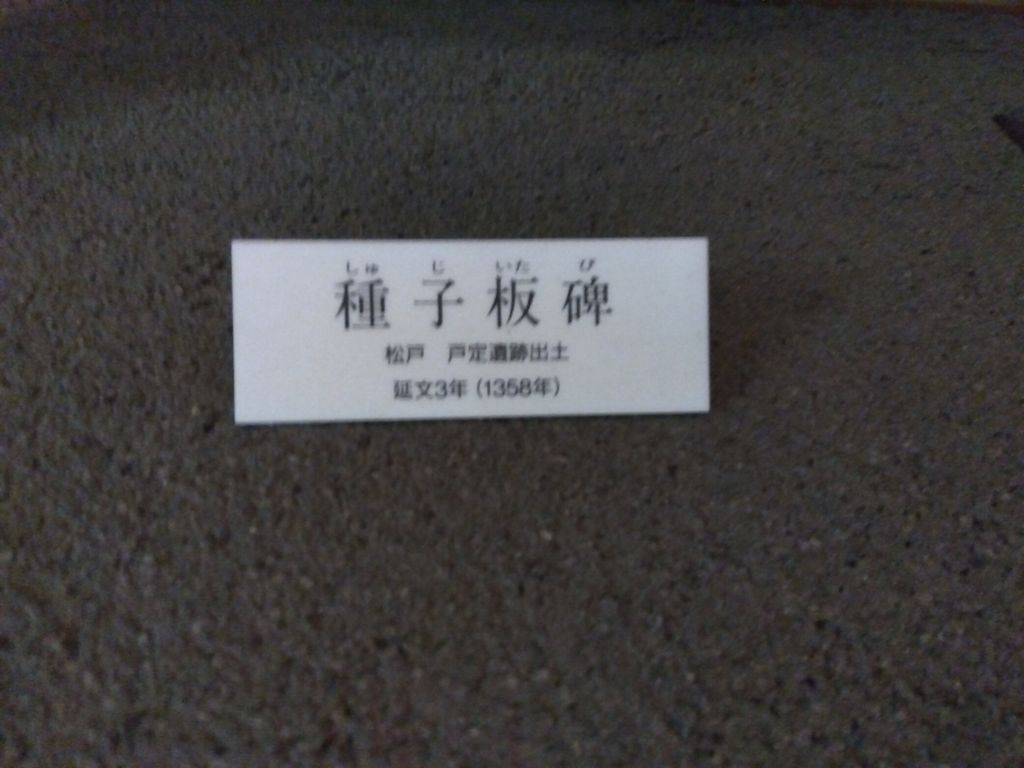 しゅ じ いた び
種子板碑
松戸　戸定遺跡出土
延文3年(1358年)